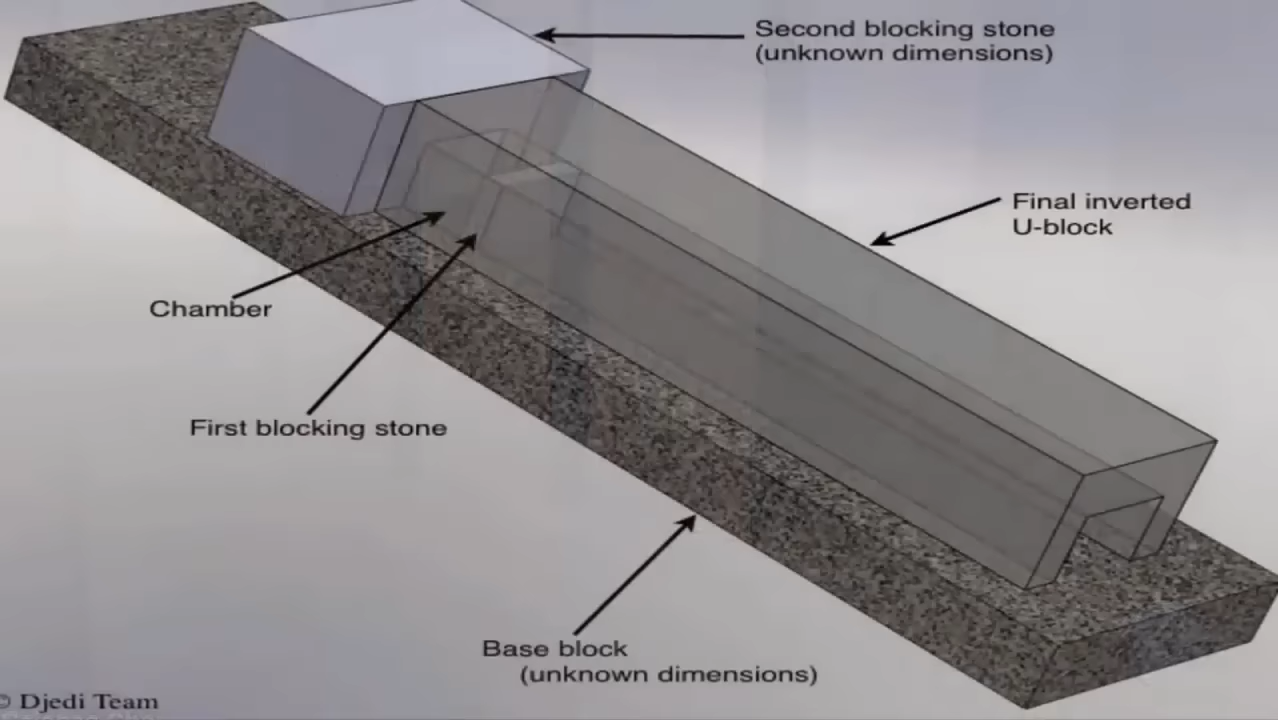 Second blocking stone
(unknown dimensions)
Final inverted
U-block
Chamber
First blocking stone
Base block
(unknown dimensions)
© Djedi Team